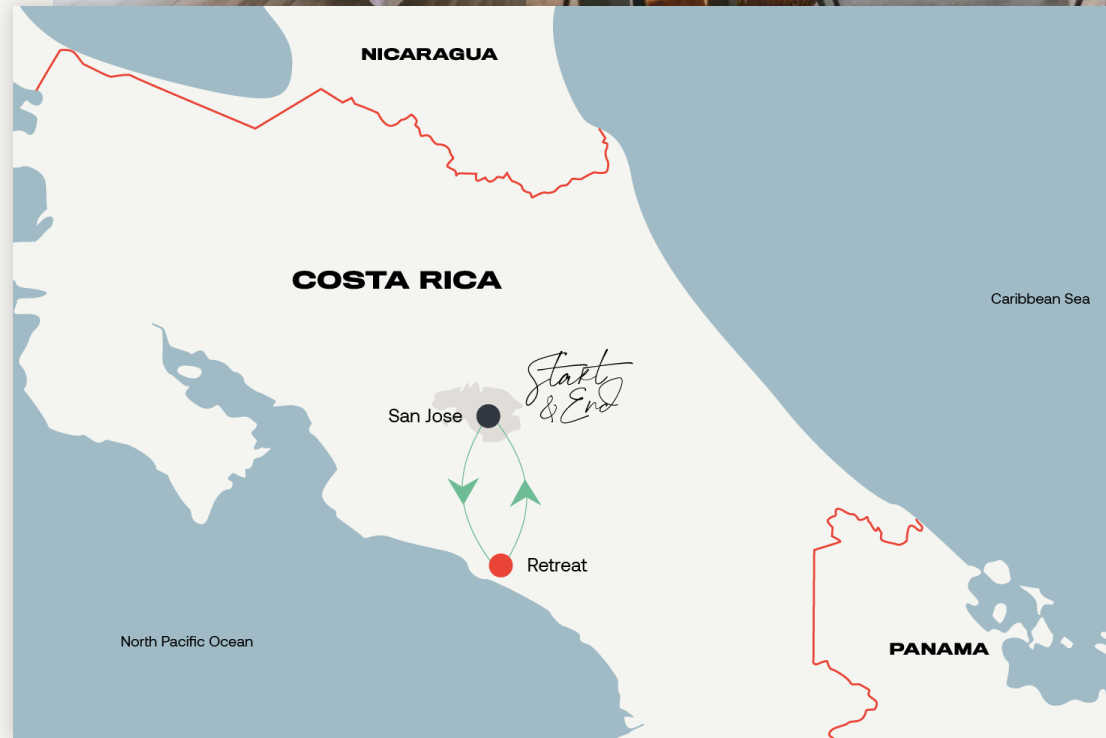 NICARAGUA
COSTA RICA
Caribbean Sea
Start
& End
San Jose
Retreat
North Pacific Ocean
PANAMA